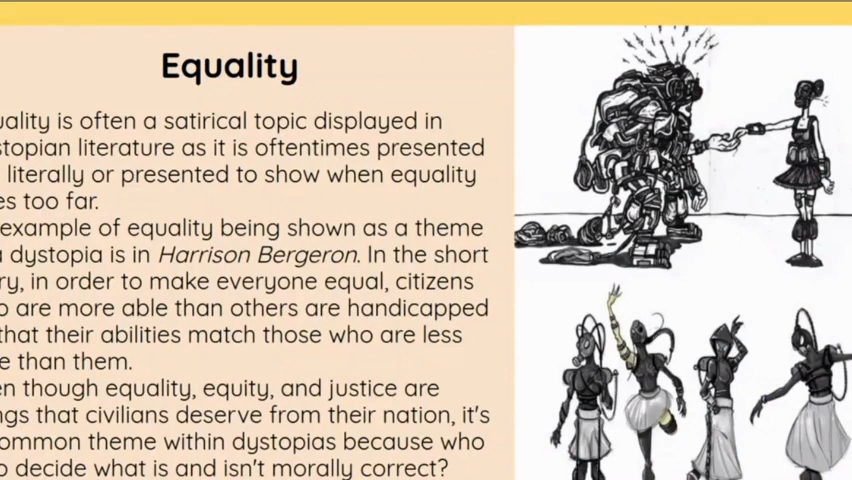 Equality
uality is often a satirical topic displayed in
stopian literature as it is oftentimes presented
literally or presented to show when equality
es too far.
example of equality being shown as a theme
a dystopia is in Harrison Bergeron. In the short
ry, in order to make everyone equal, citizens
o are more able than others are handicapped
that their abilities match those who are less
e than them.
en though equality, equity, and justice are
ngs that civilians deserve from their nation, it's
ommon theme within dystopias because who
o decide what is and isn't morally correct?